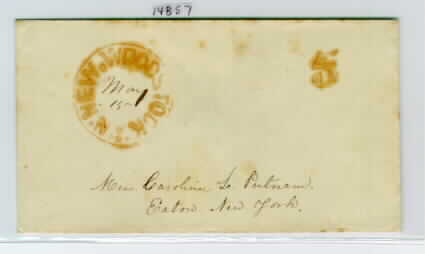 14857
NEW WOODSTOCK N.Y.
May
15
5
Miss Caroline L. Putnam.
Eaton New York.